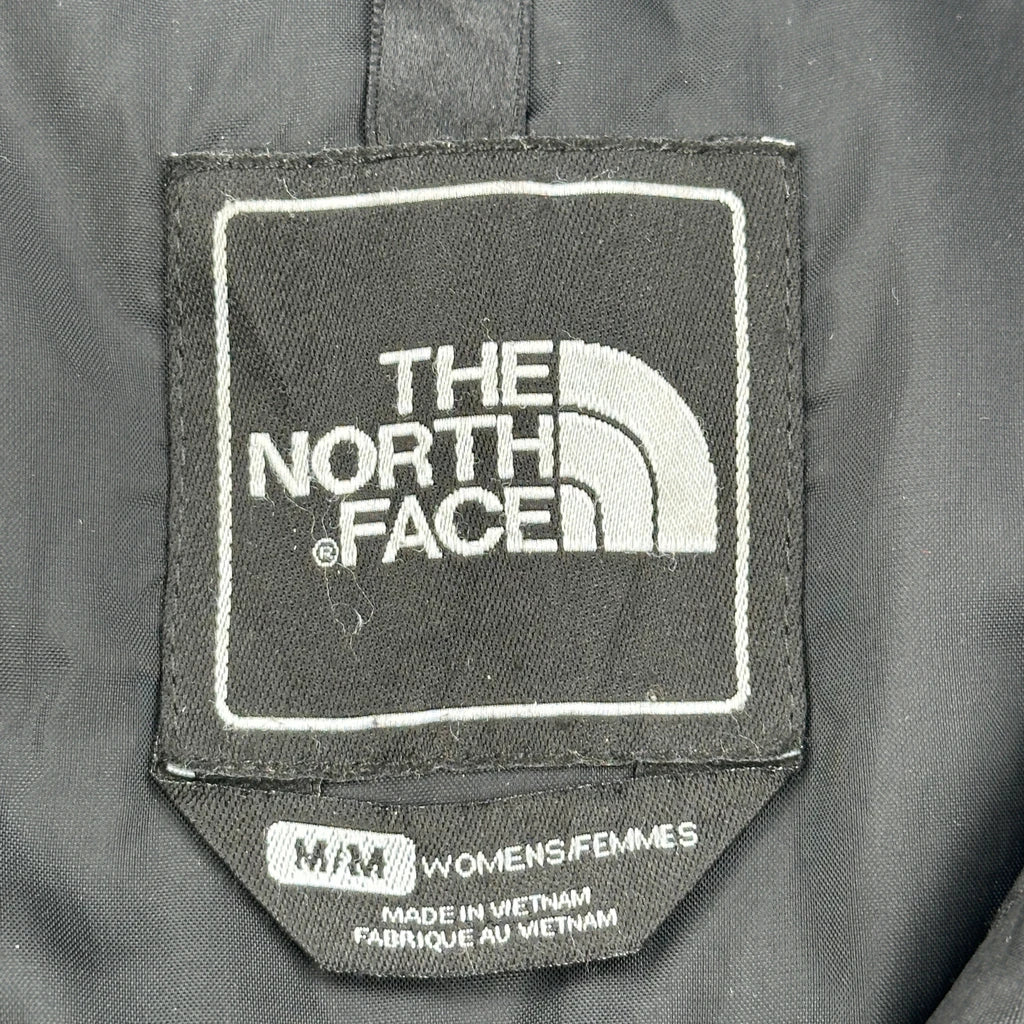 THE
NORTH
® FACE
M/M WOMENS/FEMMES
MADE IN VIETNAM
FABRIQUE AU VIETNAM